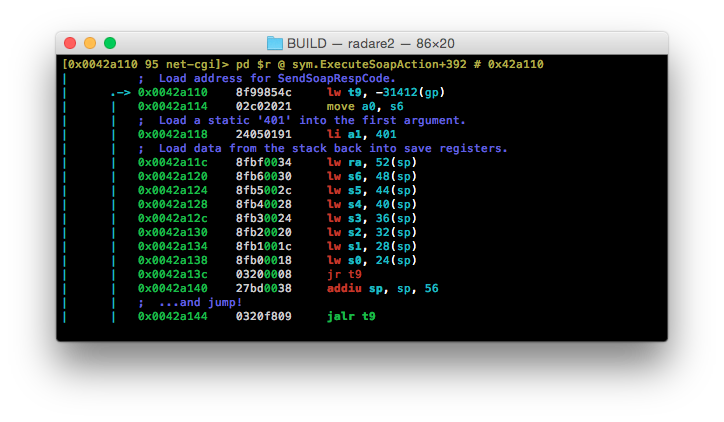 BUILD — radare2 — 86×20
[0x0042a110 95 net-cgi]> pd $r @ sym.ExecuteSoapAction+392 # 0x42a110
|          ;  Load address for SendSoapRespCode.
|      .-> 0x0042a110    8f99854c     lw t9, -31412(gp)
|      |   0x0042a114    02c02021     move a0, s6
|      |   ;  Load a static '401' into the first argument.
|      |   0x0042a118    24050191     li a1, 401
|      |   ;  Load data from the stack back into save registers.
|      |   0x0042a11c    8fbf0034     lw ra, 52(sp)
|      |   0x0042a120    8fb60030     lw s6, 48(sp)
|      |   0x0042a124    8fb5002c     lw s5, 44(sp)
|      |   0x0042a128    8fb40028     lw s4, 40(sp)
|      |   0x0042a12c    8fb30024     lw s3, 36(sp)
|      |   0x0042a130    8fb20020     lw s2, 32(sp)
|      |   0x0042a134    8fb1001c     lw s1, 28(sp)
|      |   0x0042a138    8fb00018     lw s0, 24(sp)
|      |   0x0042a13c    03200008     jr t9
|      |   0x0042a140    27bd0038     addiu sp, sp, 56
|      |   ;  ...and jump!
|      |   0x0042a144    0320f809     jalr t9